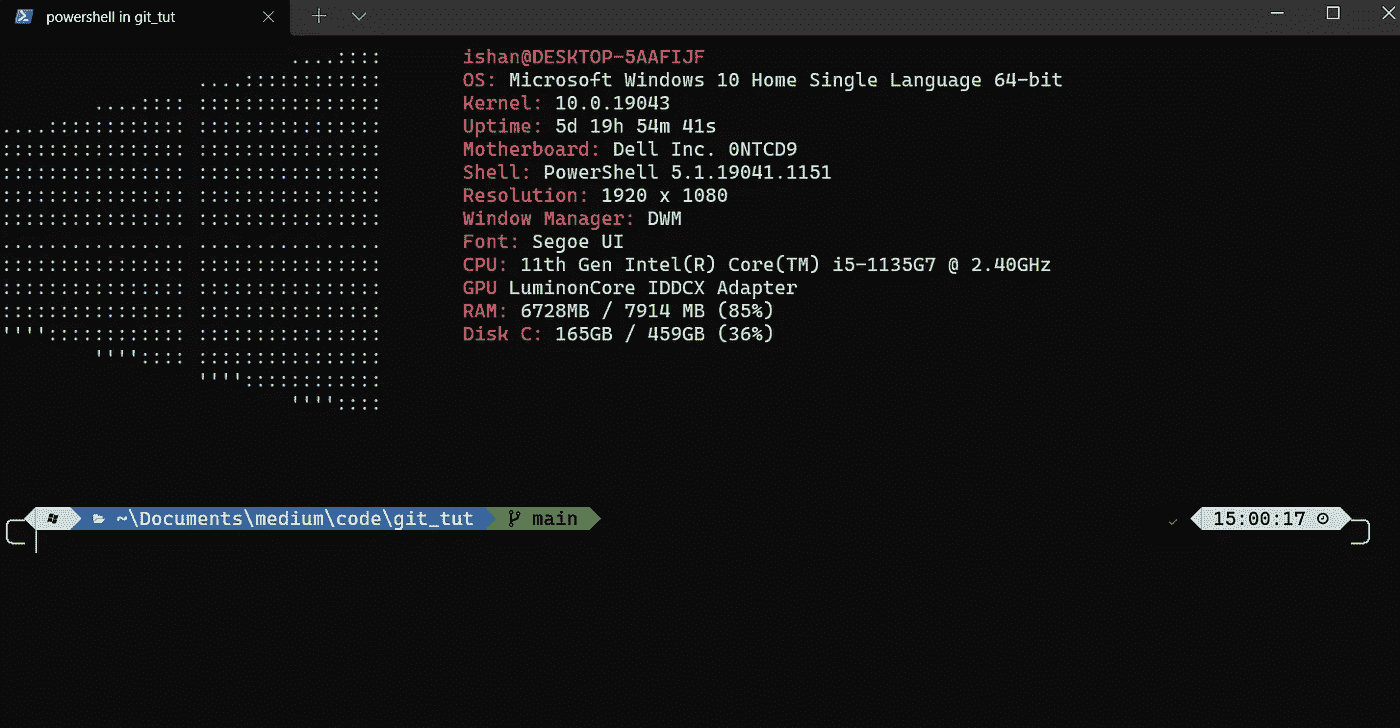 powershell in git_tut
ishan@DESKTOP-5AAFIJF
OS: Microsoft Windows 10 Home Single Language 64-bit
Kernel: 10.0.19043
Uptime: 5d 19h 54m 41s
Motherboard: Dell Inc. 0NTCD9
Shell: PowerShell 5.1.19041.1151
Resolution: 1920 x 1080
Window Manager: DWM
Font: Segoe UI
CPU: 11th Gen Intel(R) Core(TM) i5-1135G7 @ 2.40GHz
GPU LuminonCore IDDCX Adapter
RAM: 6728MB / 7914 MB (85%)
Disk C: 165GB / 459GB (36%)
~\Documents\medium\code\git_tut main 15:00:17